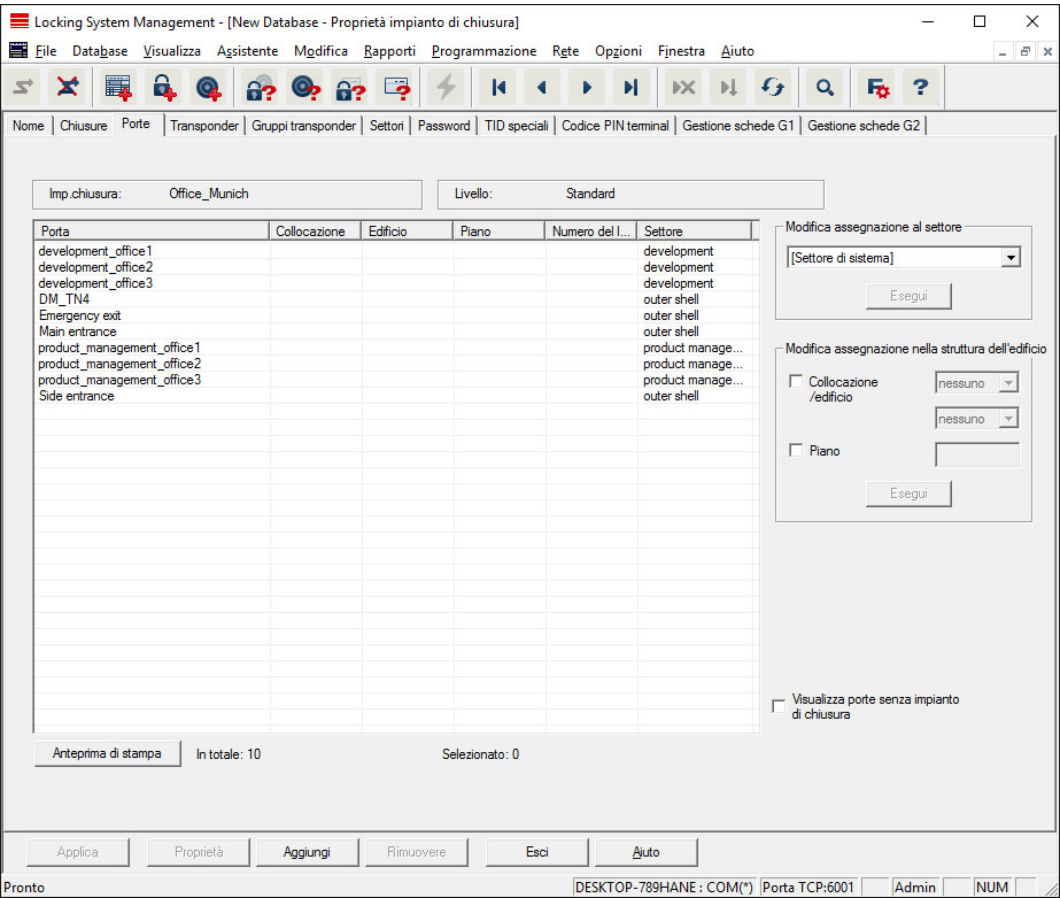 Locking System Management - [New Database - Proprietà impianto di chiusura]
File Database Visualizza Assistente Modifica Rapporti Programmazione Rete Opzioni Finestra Aiuto
Nome Chiusure Porte Transponder Gruppi transponder Settori Password TID speciali Codice PIN terminal Gestione schede G1 Gestione schede G2
Imp.chiusura: Office_Munich Livello: Standard
Porta Collocazione Edificio Piano Numero del l... Settore
development_office1 development
development_office2 development
development_office3 development
DM_TN4 outer shell
Emergency exit outer shell
Main entrance outer shell
product_management_office1 product manage...
product_management_office2 product manage...
product_management_office3 product manage...
Side entrance outer shell
Modifica assegnazione al settore
[Settore di sistema]
Esegui
Modifica assegnazione nella struttura dell'edificio
Collocazione
/edificio
nessuno
nessuno
Piano
Esegui
Visualizza porte senza impianto
di chiusura
Anteprima di stampa In totale: 10 Selezionato: 0
Applica Proprietà Aggiungi Rimuovere Esci Aiuto
Pronto DESKTOP-789HANE : COM(*) Porta TCP:6001 Admin NUM